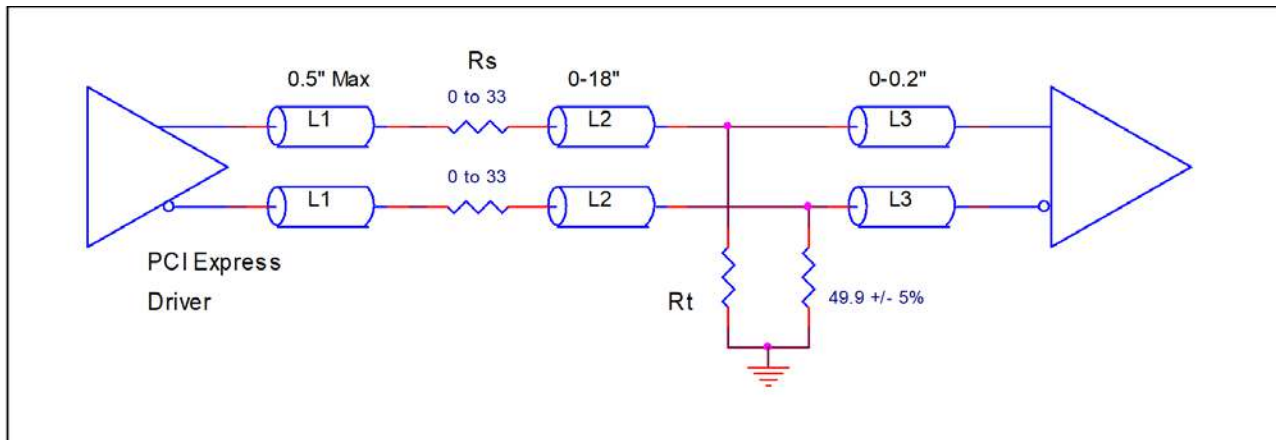 Rs
0.5" Max
0-18"
0-0.2"
0 to 33
L1
L2
L3
0 to 33
L1
L2
L3
PCI Express
Driver
Rt
49.9 +/- 5%